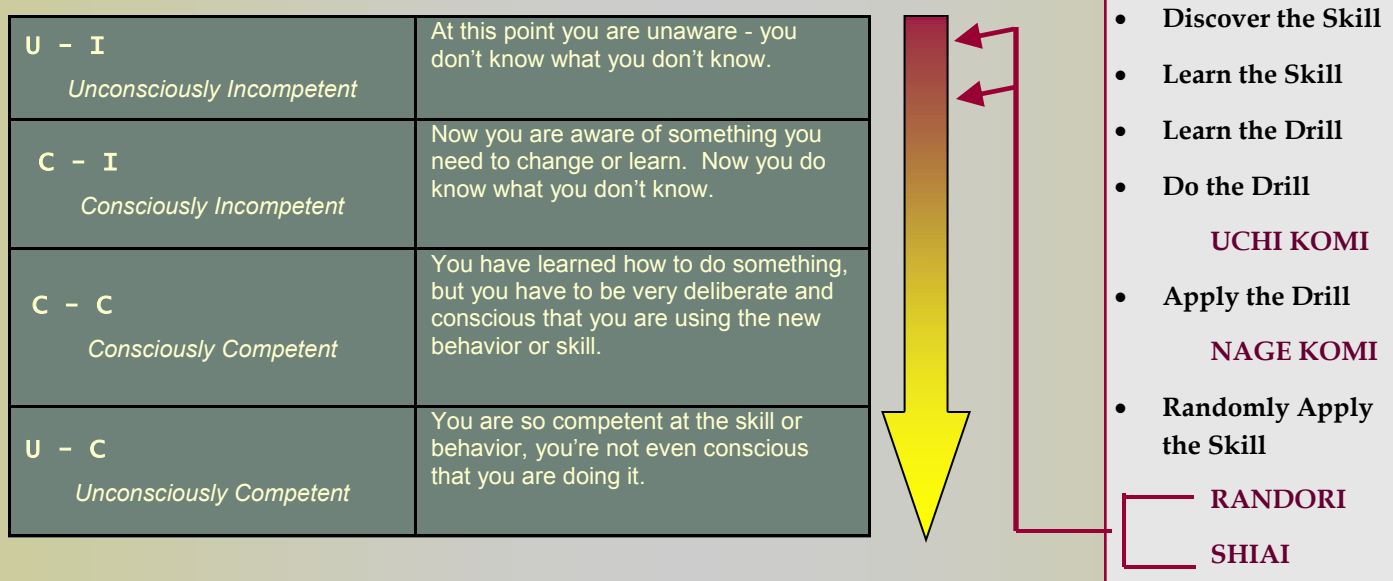 U – I
Unconsciously Incompetent
At this point you are unaware - you
don't know what you don't know.
C – I
Consciously Incompetent
Now you are aware of something you
need to change or learn.  Now you do
know what you don't know.
C – C
Consciously Competent
You have learned how to do something,
but you have to be very deliberate and
conscious that you are using the new
behavior or skill.
U – C
Unconsciously Competent
You are so competent at the skill or
behavior, you're not even conscious
that you are doing it.
• Discover the Skill
• Learn the Skill
• Learn the Drill
• Do the Drill
UCHI KOMI
• Apply the Drill
NAGE KOMI
• Randomly Apply
the Skill
RANDORI
SHIAI